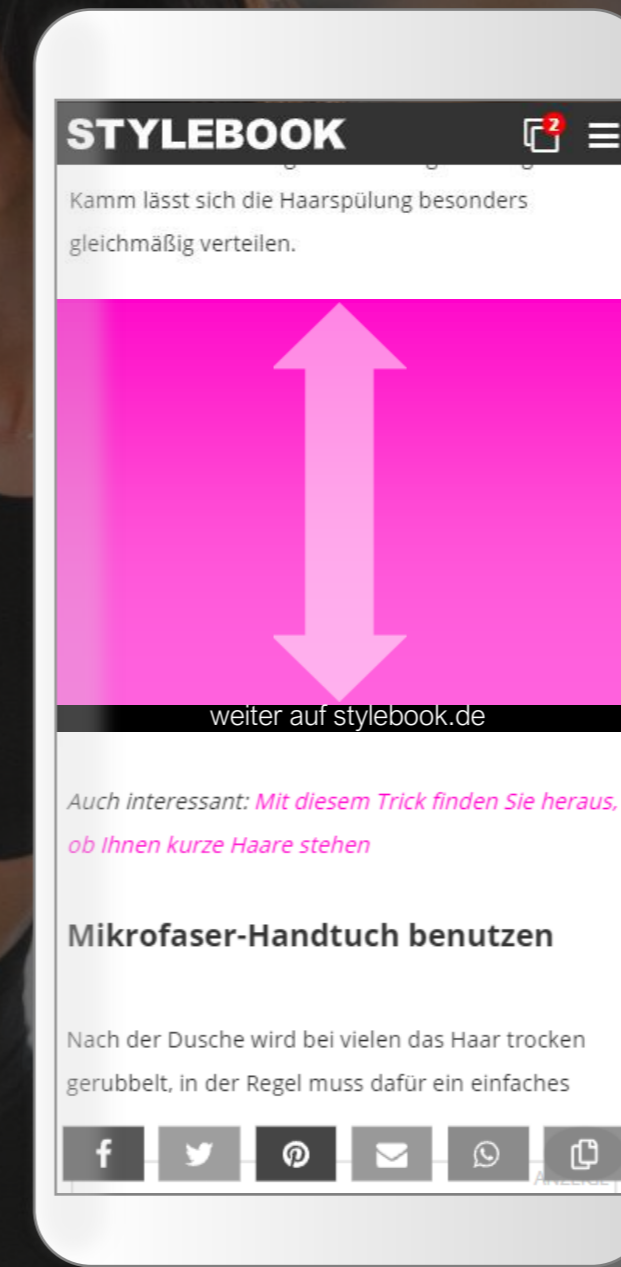 STYLEBOOK
2
Kamm lässt sich die Haarspülung besonders
gleichmäßig verteilen.
weiter auf stylebook.de
Auch interessant: Mit diesem Trick finden Sie heraus,
ob Ihnen kurze Haare stehen
Mikrofaser-Handtuch benutzen
Nach der Dusche wird bei vielen das Haar trocken
gerubbelt, in der Regel muss dafür ein einfaches
ANZEIGE